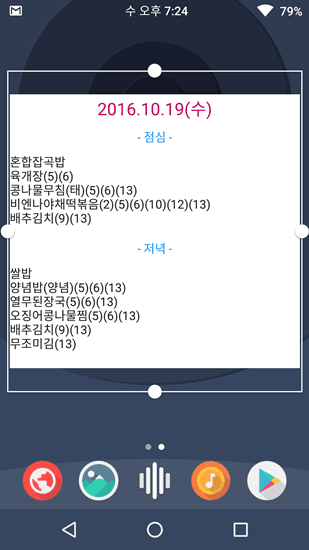 수 오후 7:24
79%
2016.10.19(수)
- 점심 -
혼합잡곡밥
육개장(5)(6)
콩나물무침(태)(5)(6)(13)
비엔나야채떡볶음(2)(5)(6)(10)(12)(13)
배추김치(9)(13)
- 저녁 -
쌀밥
양념밥(양념)(5)(6)(13)
열무된장국(5)(6)(13)
오징어콩나물찜(5)(6)(13)
배추김치(9)(13)
무조미김(13)